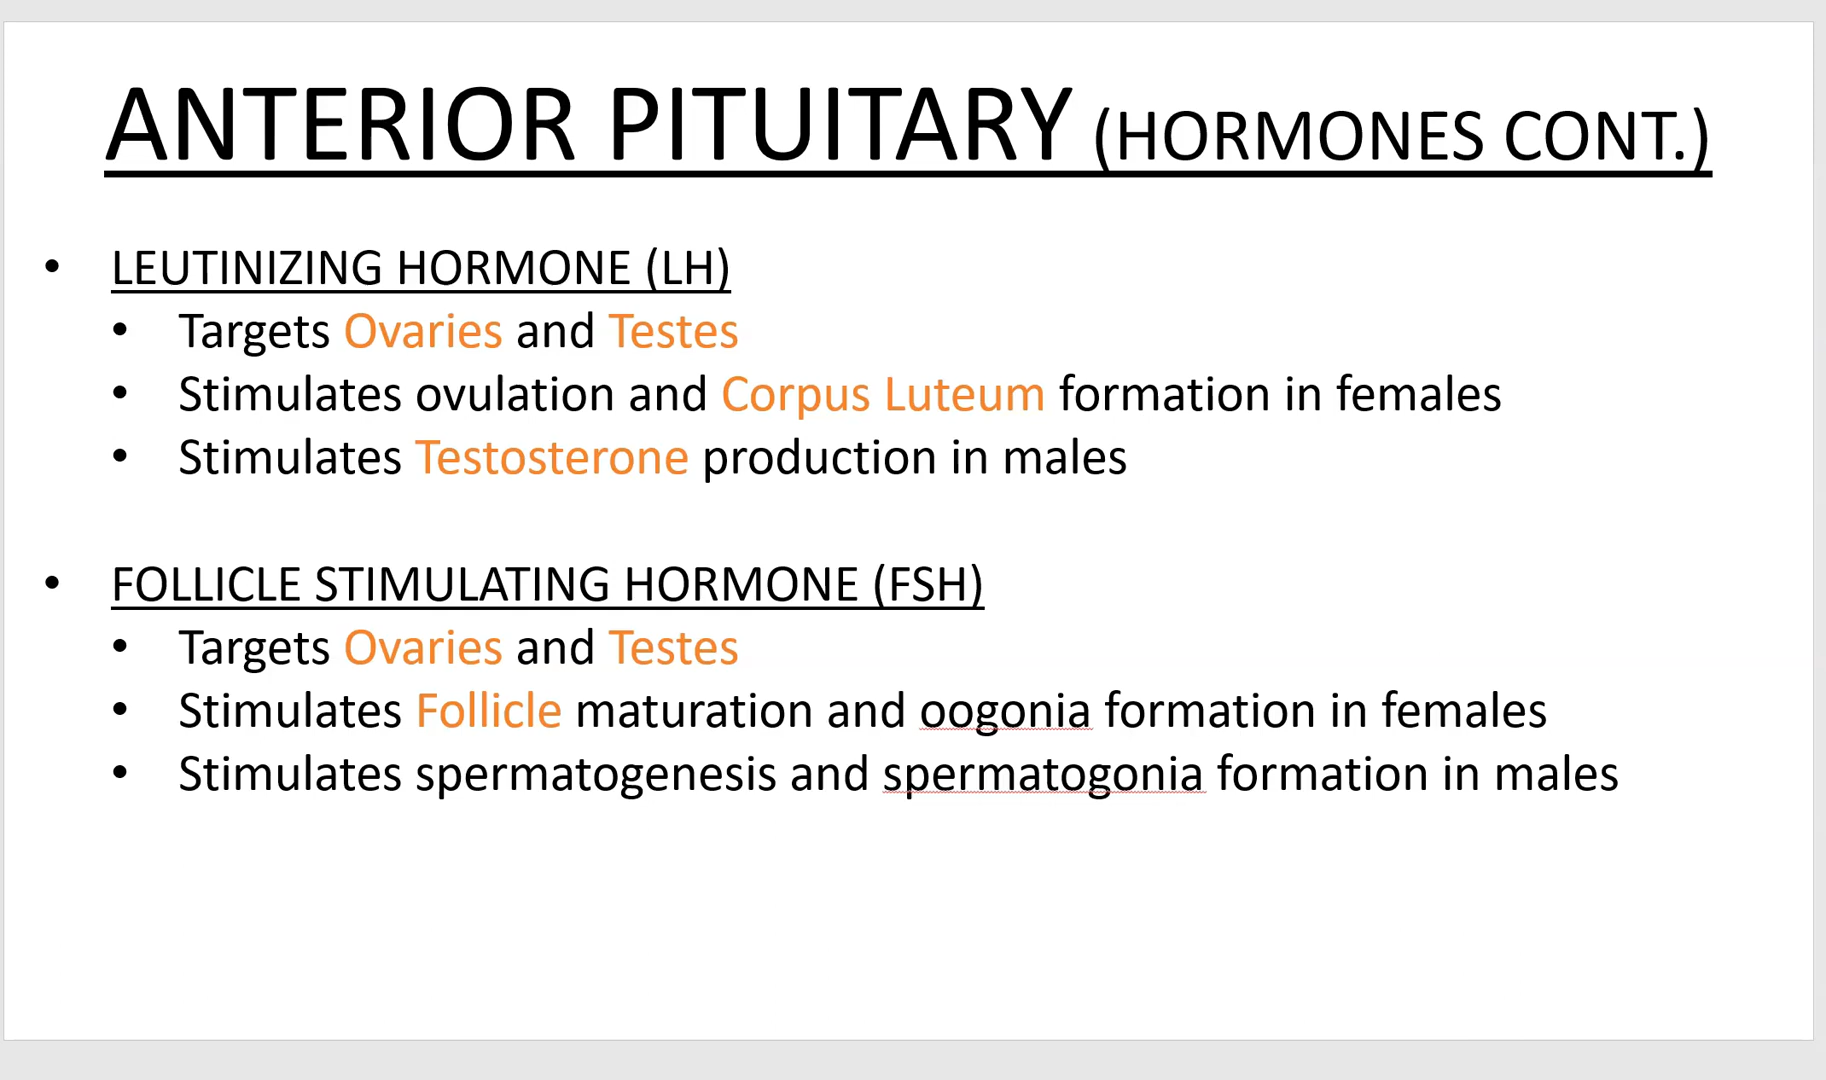 ANTERIOR PITUITARY (HORMONES CONT.)
• LEUTINIZING HORMONE (LH)
• Targets Ovaries and Testes
• Stimulates ovulation and Corpus Luteum formation in females
• Stimulates Testosterone production in males
• FOLLICLE STIMULATING HORMONE (FSH)
• Targets Ovaries and Testes
• Stimulates Follicle maturation and oogonia formation in females
• Stimulates spermatogenesis and spermatogonia formation in males